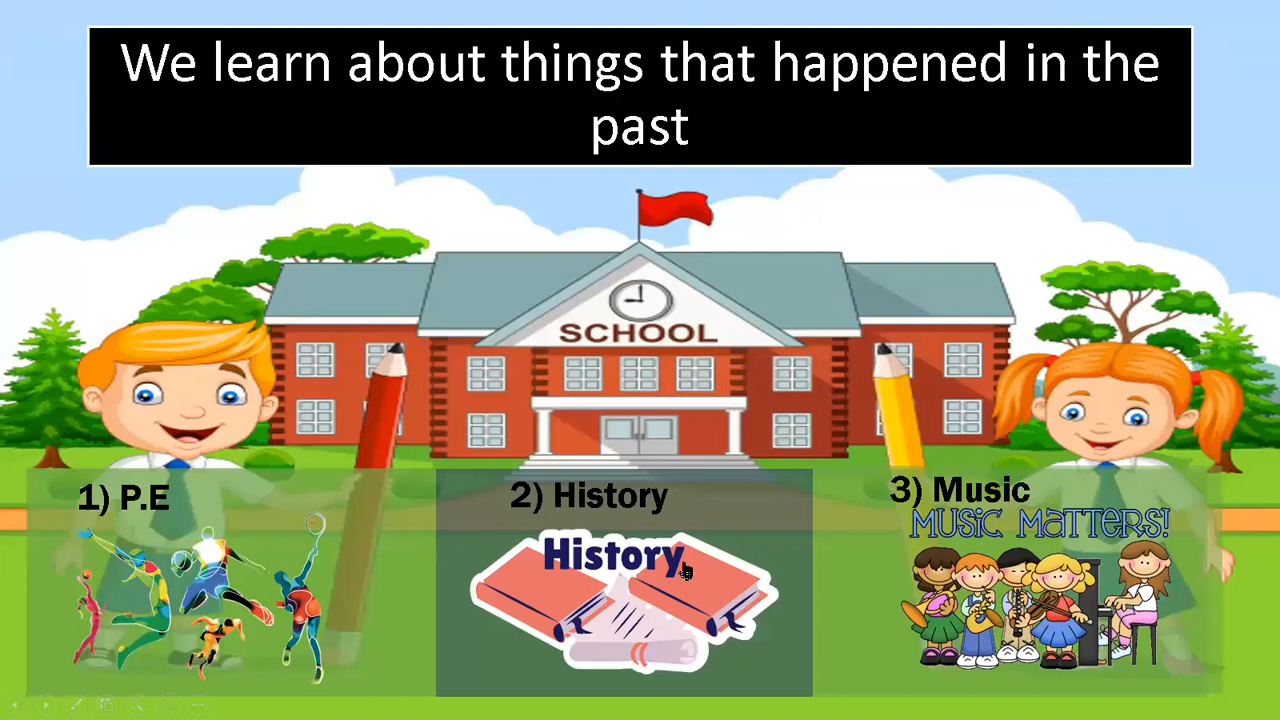 We learn about things that happened in the
past
SCHOOL
1) P.E
2) History
3) Music
History
MUSIC MATTERS!